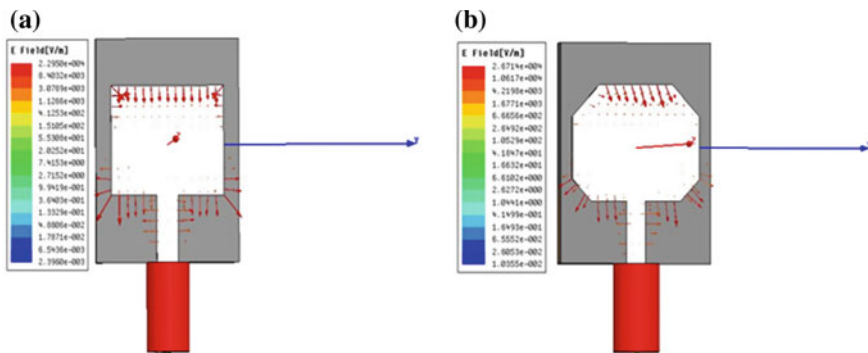 (a)
E Field[V/m]
2.2950e+004
8.4032e+003
3.0769e+003
1.1266e+003
4.1253e+002
1.5105e+002
5.5308e+001
2.0252e+001
7.4153e+000
2.7152e+000
9.9419e-001
3.6403e-001
1.3329e-001
4.8806e-002
1.7871e-002
6.5436e-003
2.3960e-003
(b)
E Field[V/m]
2.6714e+004
1.0617e+004
4.2198e+003
1.6771e+003
6.6656e+002
2.6492e+002
1.0529e+002
4.1847e+001
1.6632e+001
6.6102e+000
2.6272e+000
1.0441e+000
4.1499e-001
1.6493e-001
6.5552e-002
2.6053e-002
1.0355e-002